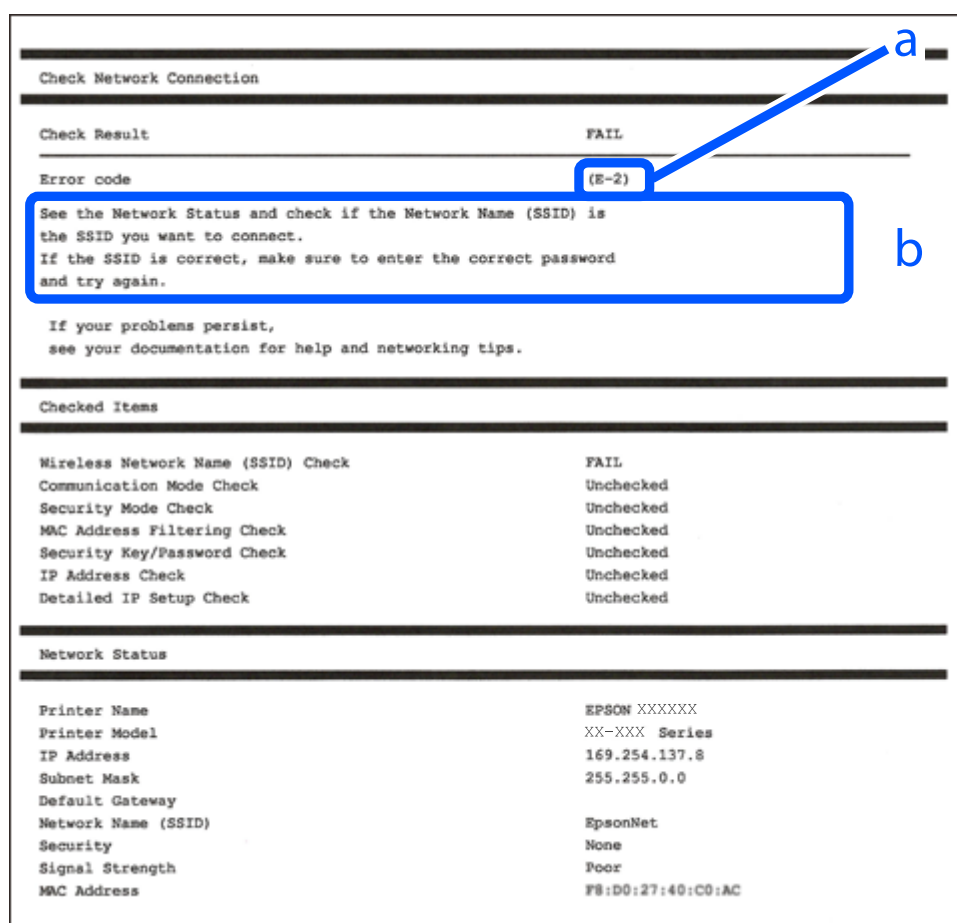 a
Check Network Connection
Check Result FAIL
Error code (E-2)
See the Network Status and check if the Network Name (SSID) is
the SSID you want to connect.
If the SSID is correct, make sure to enter the correct password
and try again.
b
If your problems persist,
see your documentation for help and networking tips.
Checked Items
Wireless Network Name (SSID) Check FAIL
Communication Mode Check Unchecked
Security Mode Check Unchecked
MAC Address Filtering Check Unchecked
Security Key/Password Check Unchecked
IP Address Check Unchecked
Detailed IP Setup Check Unchecked
Network Status
Printer Name EPSON XXXXXX
Printer Model XX-XXX Series
IP Address 169.254.137.8
Subnet Mask 255.255.0.0
Default Gateway
Network Name (SSID) EpsonNet
Security None
Signal Strength Poor
MAC Address F8:D0:27:40:C0:AC